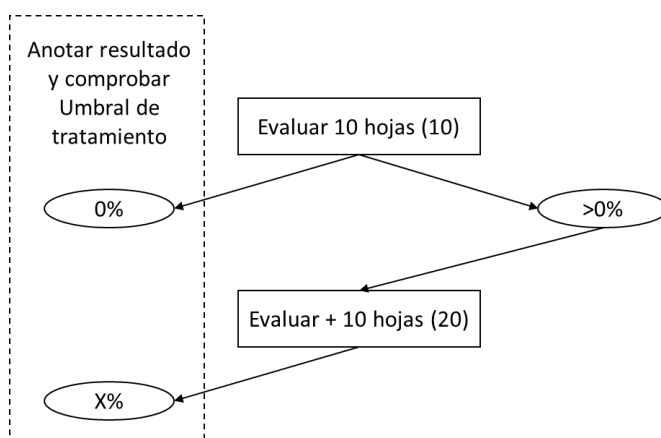 Anotar resultado
y comprobar
Umbral de
tratamiento
Evaluar 10 hojas (10)
0%
>0%
Evaluar + 10 hojas (20)
X%